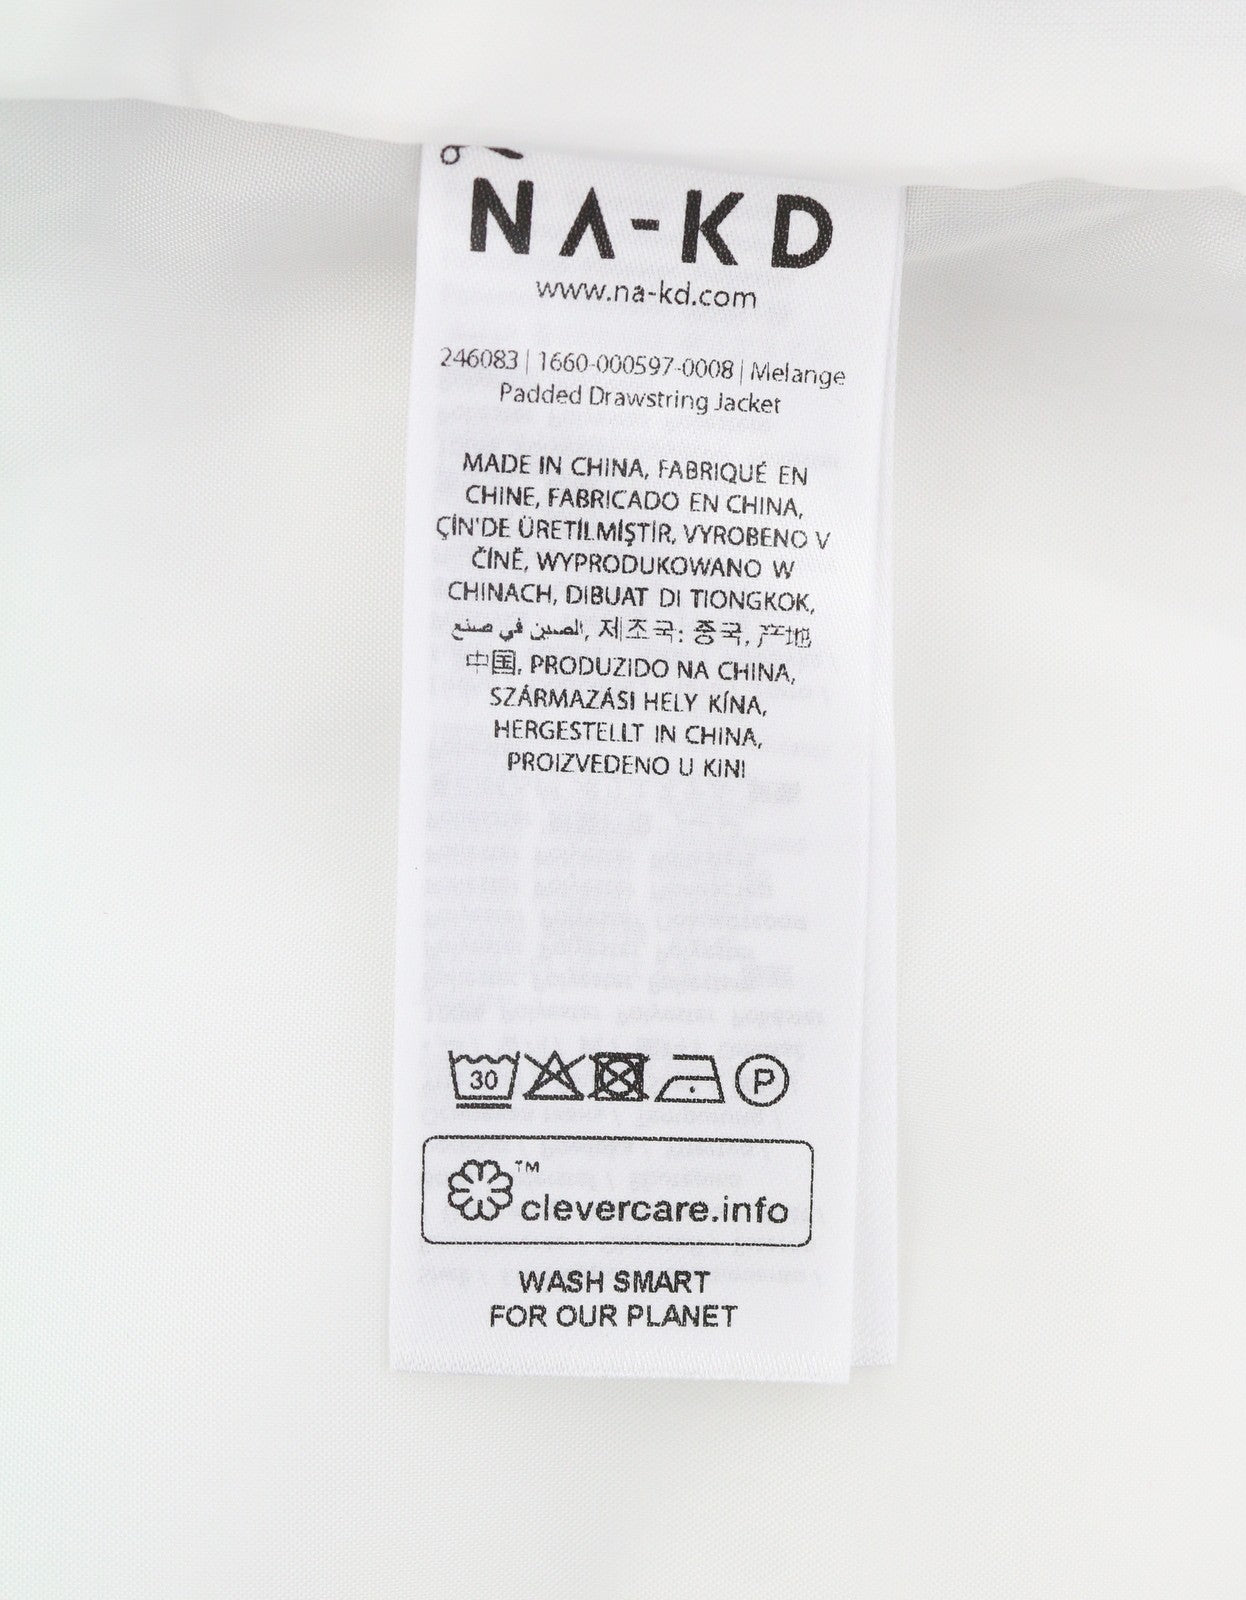 NA-KD
www.na-kd.com
246083 | 1660-000597-0008 | Melange
Padded Drawstring Jacket
MADE IN CHINA, FABRIQUÉ EN
CHINE, FABRICADO EN CHINA,
ÇİN'DE ÜRETİLMİŞTİR, VYROBENO V
ČÍNĚ, WYPRODUKOWANO W
CHINACH, DIBUAT DI TIONGKOK,
الصين في صنع, 제조국: 중국, 产地
中国, PRODUZIDO NA CHINA,
SZÁRMAZÁSI HELY KÍNA,
HERGESTELLT IN CHINA,
PROIZVEDENO U KINI
30 P
™
clevercare.info
WASH SMART
FOR OUR PLANET